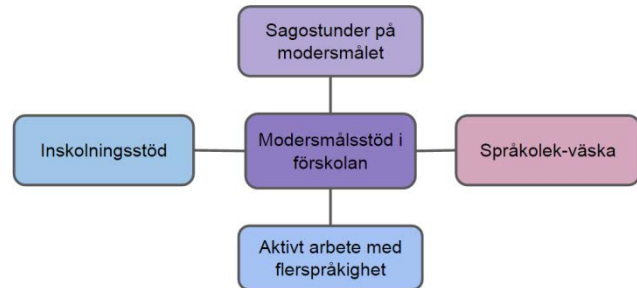 Sagostunder på
modersmålet
Inskolningsstöd
Modersmålsstöd i
förskolan
Språkolek-väska
Aktivt arbete med
flerspråkighet